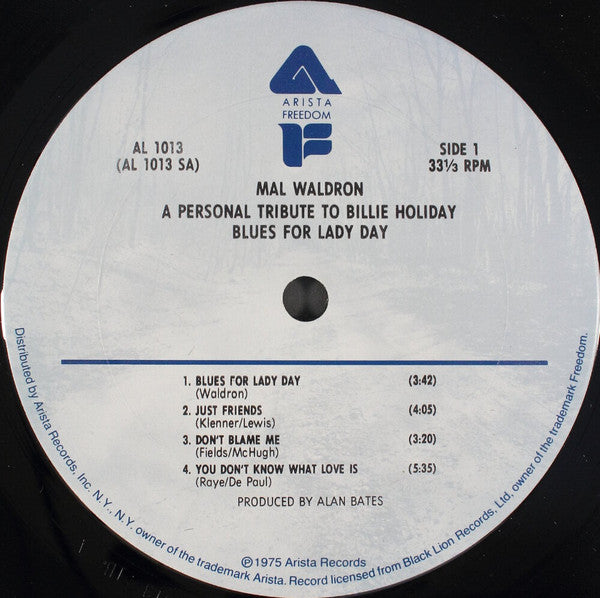 ARISTA
FREEDOM
AL 1013
(AL 1013 SA)
SIDE 1
33⅓ RPM
MAL WALDRON
A PERSONAL TRIBUTE TO BILLIE HOLIDAY
BLUES FOR LADY DAY
1. BLUES FOR LADY DAY (3:42)
(Waldron)
2. JUST FRIENDS (4:05)
(Klenner/Lewis)
3. DON'T BLAME ME (3:20)
(Fields/McHugh)
4. YOU DON'T KNOW WHAT LOVE IS (5:35)
(Raye/De Paul)
PRODUCED BY ALAN BATES
℗1975 Arista Records
Distributed by Arista Records, Inc. N.Y., N.Y. owner of the trademark Arista. Record licensed from Black Lion Records, Ltd. owner of the trademark Freedom.